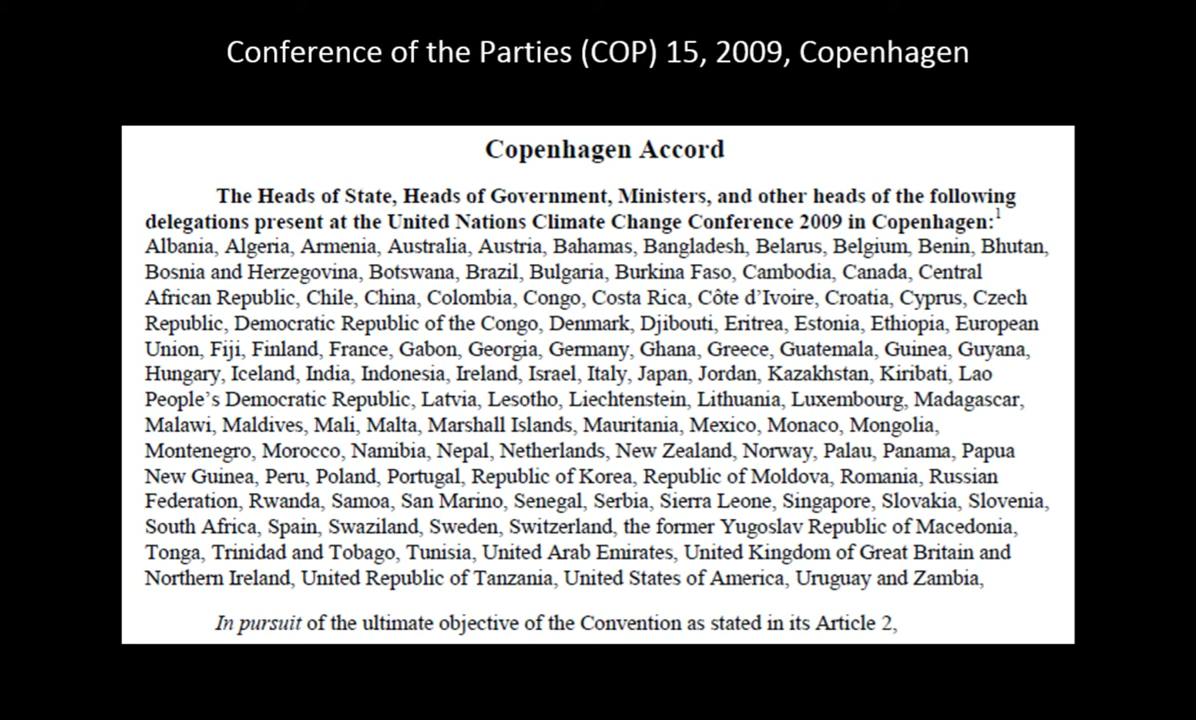 Conference of the Parties (COP) 15, 2009, Copenhagen
Copenhagen Accord
The Heads of State, Heads of Government, Ministers, and other heads of the following
delegations present at the United Nations Climate Change Conference 2009 in Copenhagen:1
Albania, Algeria, Armenia, Australia, Austria, Bahamas, Bangladesh, Belarus, Belgium, Benin, Bhutan,
Bosnia and Herzegovina, Botswana, Brazil, Bulgaria, Burkina Faso, Cambodia, Canada, Central
African Republic, Chile, China, Colombia, Congo, Costa Rica, Côte d’Ivoire, Croatia, Cyprus, Czech
Republic, Democratic Republic of the Congo, Denmark, Djibouti, Eritrea, Estonia, Ethiopia, European
Union, Fiji, Finland, France, Gabon, Georgia, Germany, Ghana, Greece, Guatemala, Guinea, Guyana,
Hungary, Iceland, India, Indonesia, Ireland, Israel, Italy, Japan, Jordan, Kazakhstan, Kiribati, Lao
People’s Democratic Republic, Latvia, Lesotho, Liechtenstein, Lithuania, Luxembourg, Madagascar,
Malawi, Maldives, Mali, Malta, Marshall Islands, Mauritania, Mexico, Monaco, Mongolia,
Montenegro, Morocco, Namibia, Nepal, Netherlands, New Zealand, Norway, Palau, Panama, Papua
New Guinea, Peru, Poland, Portugal, Republic of Korea, Republic of Moldova, Romania, Russian
Federation, Rwanda, Samoa, San Marino, Senegal, Serbia, Sierra Leone, Singapore, Slovakia, Slovenia,
South Africa, Spain, Swaziland, Sweden, Switzerland, the former Yugoslav Republic of Macedonia,
Tonga, Trinidad and Tobago, Tunisia, United Arab Emirates, United Kingdom of Great Britain and
Northern Ireland, United Republic of Tanzania, United States of America, Uruguay and Zambia,
In pursuit of the ultimate objective of the Convention as stated in its Article 2,